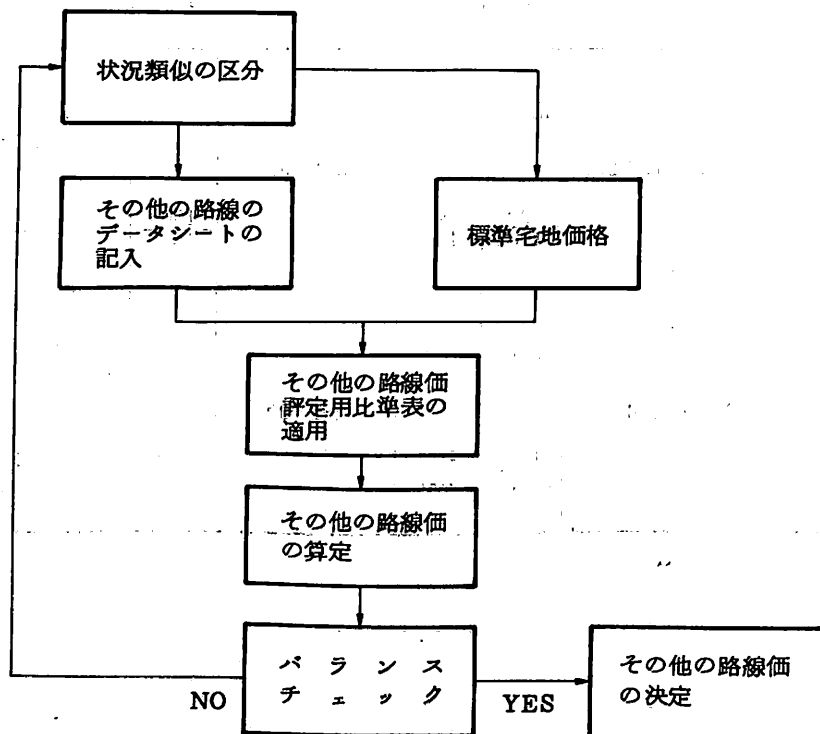 状況類似の区分
その他の路線の
データシートの
記入
標準宅地価格
その他の路線価
評定用比準表の
適用
その他の路線価
の算定
バランス
チェック
NO
YES
その他の路線価
の決定